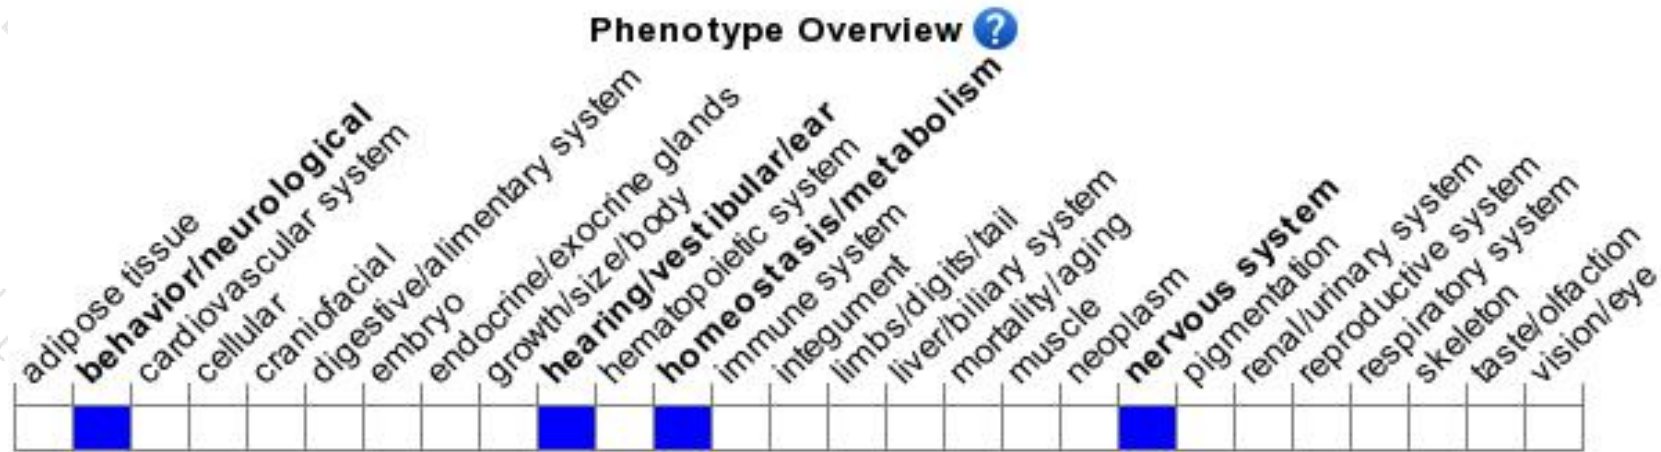 Phenotype Overview ?
adipose tissue
behavior/neurological
cardiovascular system
cellular
craniofacial
digestive/alimentary system
embryo
endocrine/exocrine glands
growth/size/body
hearing/vestibular/ear
hematopoietic system
homeostasis/metabolism
immune system
integument
limbs/digits/tail
liver/biliary system
mortality/aging
muscle
neoplasm
nervous system
pigmentation
renal/urinary system
reproductive system
respiratory system
skeleton
taste/olfaction
vision/eye